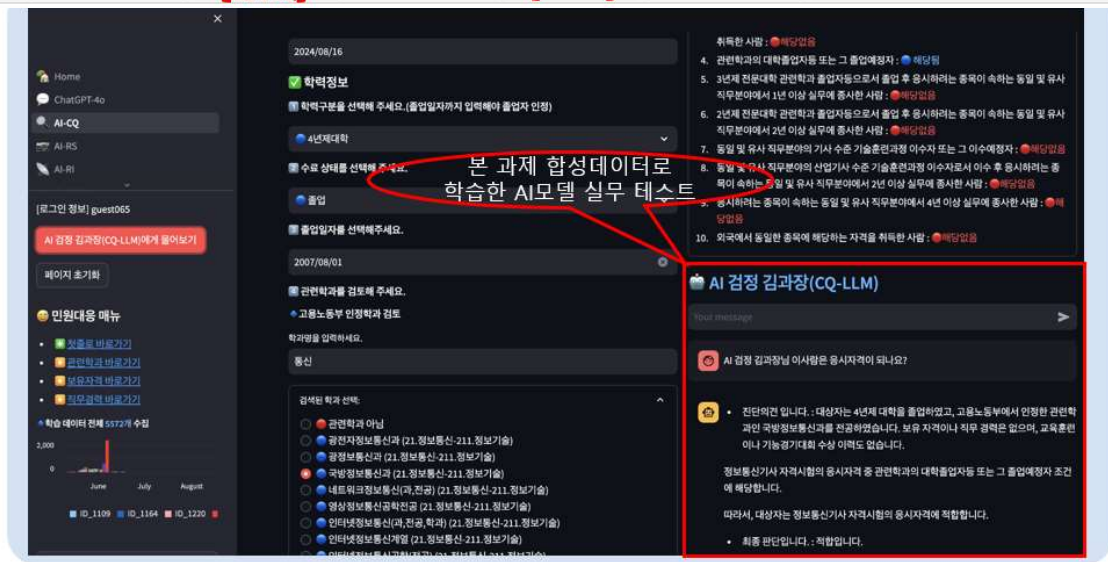 Home
ChatGPT-4o
AI-CQ
AI-RS
AI-RI
[로그인 정보] guest065
AI 검정 김과장(CQ-LLM)에게 물어보기
페이지 초기화
민원대응 매뉴
첫줄로 바로가기
관련학과 바로가기
보유자격 바로가기
직무경력 바로가기
학습 데이터 전체 5572개 수집
2,000
0
June July August
ID_1109 ID_1164 ID_1220
2024/08/16
학력정보
1 학력구분을 선택해 주세요.(졸업일자까지 입력해야 졸업자 인정)
4년제대학
2 수료 상태를 선택해 주세요.
졸업
3 졸업일자를 선택해주세요.
2007/08/01
4 관련학과를 검토해 주세요.
고용노동부 인정학과 검토
학과명을 입력하세요.
통신
검색된 학과 선택:
관련학과 아님
광전자정보통신과 (21.정보통신-211.정보기술)
광정보통신과 (21.정보통신-211.정보기술)
국방정보통신과 (21.정보통신-211.정보기술)
네트워크정보통신(과,전공) (21.정보통신-211.정보기술)
영상정보통신공학전공 (21.정보통신-211.정보기술)
인터넷정보통신(과,전공,학과) (21.정보통신-211.정보기술)
인터넷정보통신계열 (21.정보통신-211.정보기술)
본 과제 합성데이터로
학습한 AI모델 실무 테스트
취득한 사람 : 해당없음
4. 관련학과의 대학졸업자등 또는 그 졸업예정자 : 해당됨
5. 3년제 전문대학 관련학과 졸업자등으로서 졸업 후 응시하려는 종목이 속하는 동일 및 유사
직무분야에서 1년 이상 실무에 종사한 사람 : 해당없음
6. 2년제 전문대학 관련학과 졸업자등으로서 졸업 후 응시하려는 종목이 속하는 동일 및 유사
직무분야에서 2년 이상 실무에 종사한 사람 : 해당없음
7. 동일 및 유사 직무분야의 기사 수준 기술훈련과정 이수자 또는 그 이수예정자 : 해당없음
8. 동일 및 유사 직무분야의 산업기사 수준 기술훈련과정 이수자로서 이수 후 응시하려는 종
목이 속하는 동일 및 유사 직무분야에서 2년 이상 실무에 종사한 사람 : 해당없음
9. 응시하려는 종목이 속하는 동일 및 유사 직무분야에서 4년 이상 실무에 종사한 사람 : 해
당없음
10. 외국에서 동일한 종목에 해당하는 자격을 취득한 사람 : 해당없음
AI 검정 김과장(CQ-LLM)
Your message
AI 검정 김과장님 이사람은 응시자격이 되나요?
진단의견 입니다. : 대상자는 4년제 대학을 졸업하였고, 고용노동부에서 인정한 관련학
과인 국방정보통신과를 전공하였습니다. 보유 자격이나 직무 경력은 없으며, 교육훈련
이나 기능경기대회 수상 이력도 없습니다.
정보통신기사 자격시험의 응시자격 중 관련학과의 대학졸업자등 또는 그 졸업예정자 조건
에 해당합니다.
따라서, 대상자는 정보통신기사 자격시험의 응시자격에 적합합니다.
최종 판단입니다. : 적합입니다.